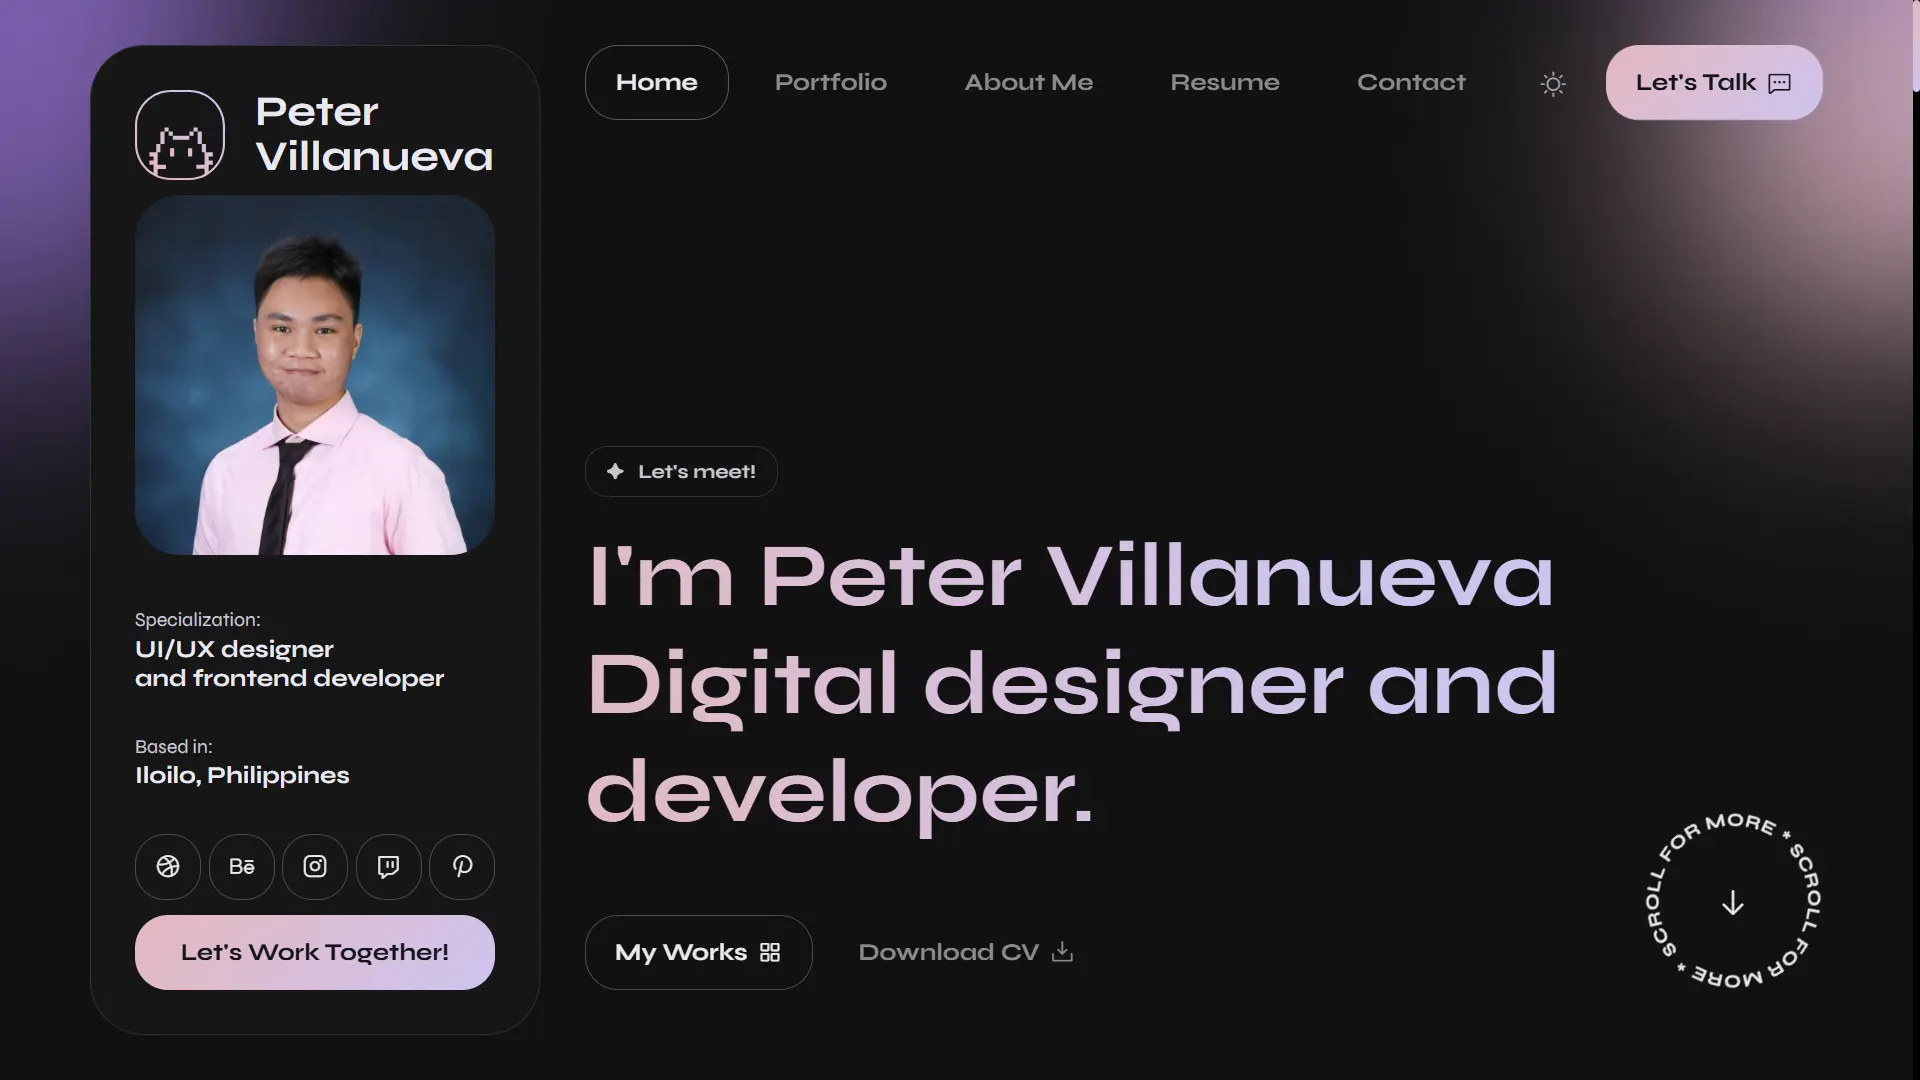 Peter
Villanueva
Home
Portfolio
About Me
Resume
Contact
Let's Talk
Specialization:
UI/UX designer
and frontend developer
Based in:
Iloilo, Philippines
Bē
Let's Work Together!
Let's meet!
I'm Peter Villanueva
Digital designer and
developer.
My Works
Download CV
SCROLL FOR MORE * SCROLL FOR MORE *